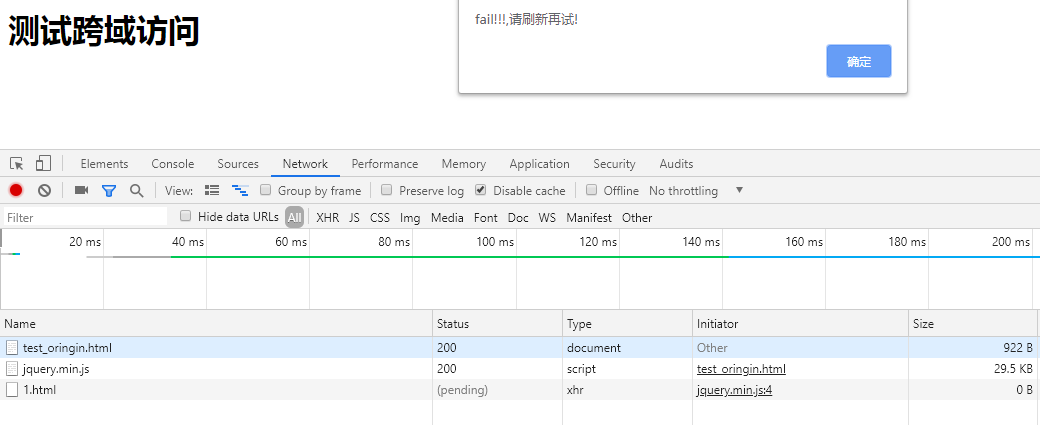 测试跨域访问
fail!!!,请刷新再试!
确定
Elements Console Sources Network Performance Memory Application Security Audits
View: Group by frame Preserve log Disable cache Offline No throttling
Filter Hide data URLs All XHR JS CSS Img Media Font Doc WS Manifest Other
20 ms 40 ms 60 ms 80 ms 100 ms 120 ms 140 ms 160 ms 180 ms 200 ms
Name Status Type Initiator Size
test_oringin.html 200 document Other 922 B
jquery.min.js 200 script test_oringin.html 29.5 KB
1.html (pending) xhr jquery.min.js:4 0 B